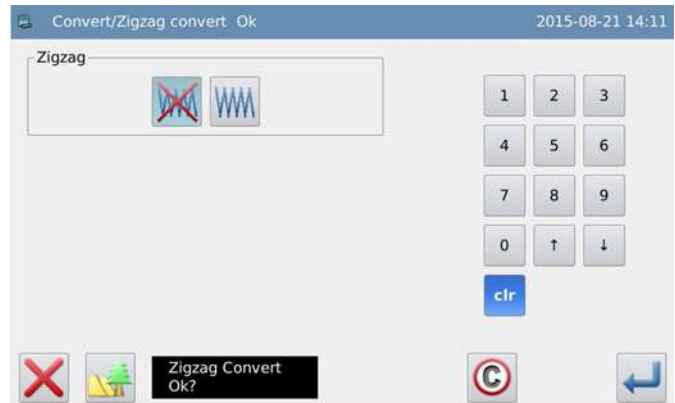 Convert/Zigzag convert Ok 2015-08-21 14:11
Zigzag
1 2 3
4 5 6
7 8 9
0 ↑ ↓
clr
Zigzag Convert
Ok?
C